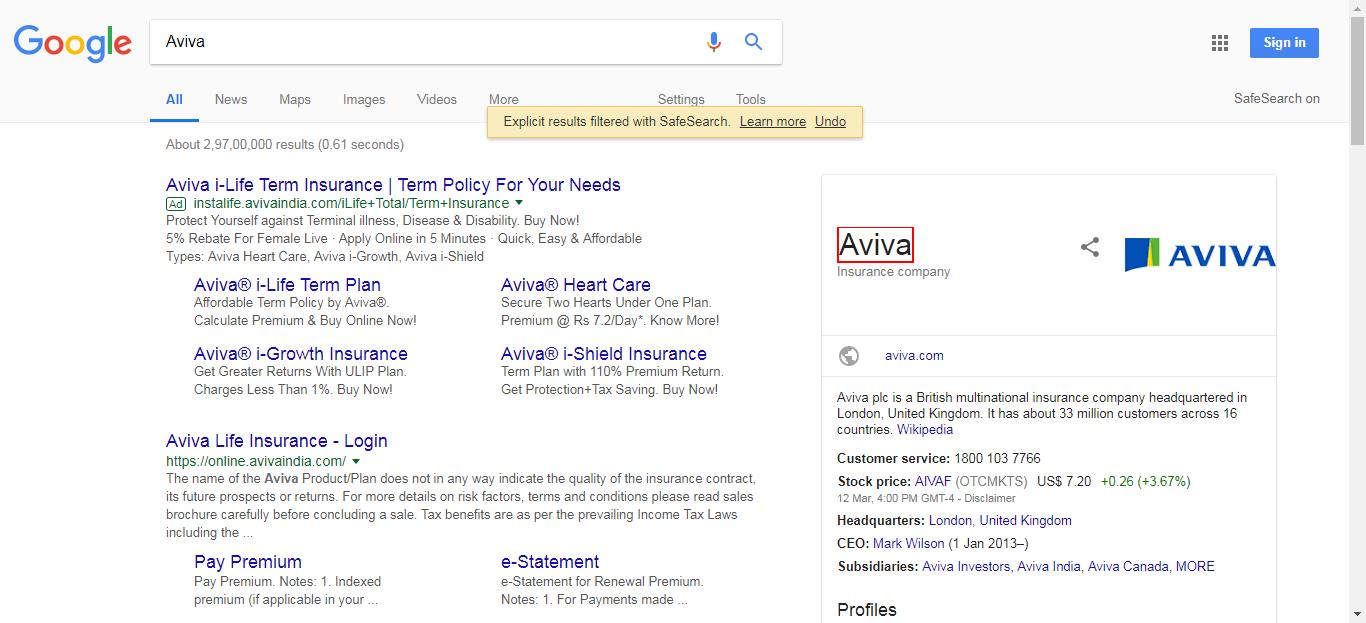 Google
Aviva
Sign in
All News Maps Images Videos More Settings Tools
SafeSearch on
Explicit results filtered with SafeSearch. Learn more Undo
About 2,97,00,000 results (0.61 seconds)
Aviva i-Life Term Insurance | Term Policy For Your Needs
Ad instalife.avivaindia.com/iLife+Total/Term+Insurance
Protect Yourself against Terminal illness, Disease & Disability. Buy Now!
5% Rebate For Female Live · Apply Online in 5 Minutes · Quick, Easy & Affordable
Types: Aviva Heart Care, Aviva i-Growth, Aviva i-Shield
Aviva® i-Life Term Plan
Affordable Term Policy by Aviva®.
Calculate Premium & Buy Online Now!
Aviva® Heart Care
Secure Two Hearts Under One Plan.
Premium @ Rs 7.2/Day*. Know More!
Aviva® i-Growth Insurance
Get Greater Returns With ULIP Plan.
Charges Less Than 1%. Buy Now!
Aviva® i-Shield Insurance
Term Plan with 110% Premium Return.
Get Protection+Tax Saving. Buy Now!
Aviva Life Insurance - Login
https://online.avivaindia.com/
The name of the Aviva Product/Plan does not in any way indicate the quality of the insurance contract,
its future prospects or returns. For more details on risk factors, terms and conditions please read sales
brochure carefully before concluding a sale. Tax benefits are as per the prevailing Income Tax Laws
including the ...
Pay Premium
Pay Premium. Notes: 1. Indexed
premium (if applicable in your ...
e-Statement
e-Statement for Renewal Premium.
Notes: 1. For Payments made ...
Aviva
Insurance company
AVIVA
aviva.com
Aviva plc is a British multinational insurance company headquartered in
London, United Kingdom. It has about 33 million customers across 16
countries. Wikipedia
Customer service: 1800 103 7766
Stock price: AIVAF (OTCMKTS) US$ 7.20 +0.26 (+3.67%)
12 Mar, 4:00 PM GMT-4 - Disclaimer
Headquarters: London, United Kingdom
CEO: Mark Wilson (1 Jan 2013–)
Subsidiaries: Aviva Investors, Aviva India, Aviva Canada, MORE
Profiles